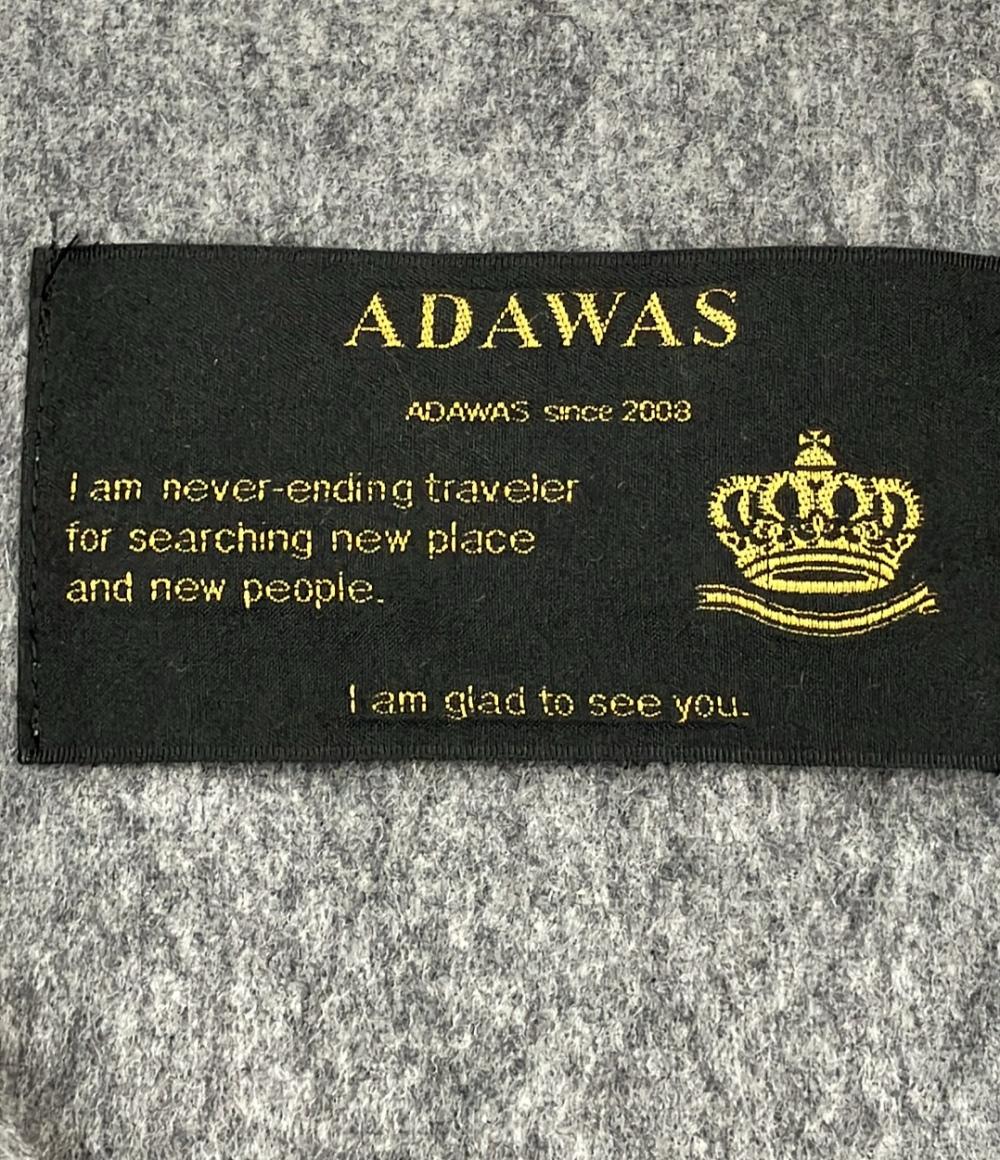 ADAWAS
ADAWAS since 2008
I am never-ending traveler
for searching new place
and new people.
I am glad to see you.